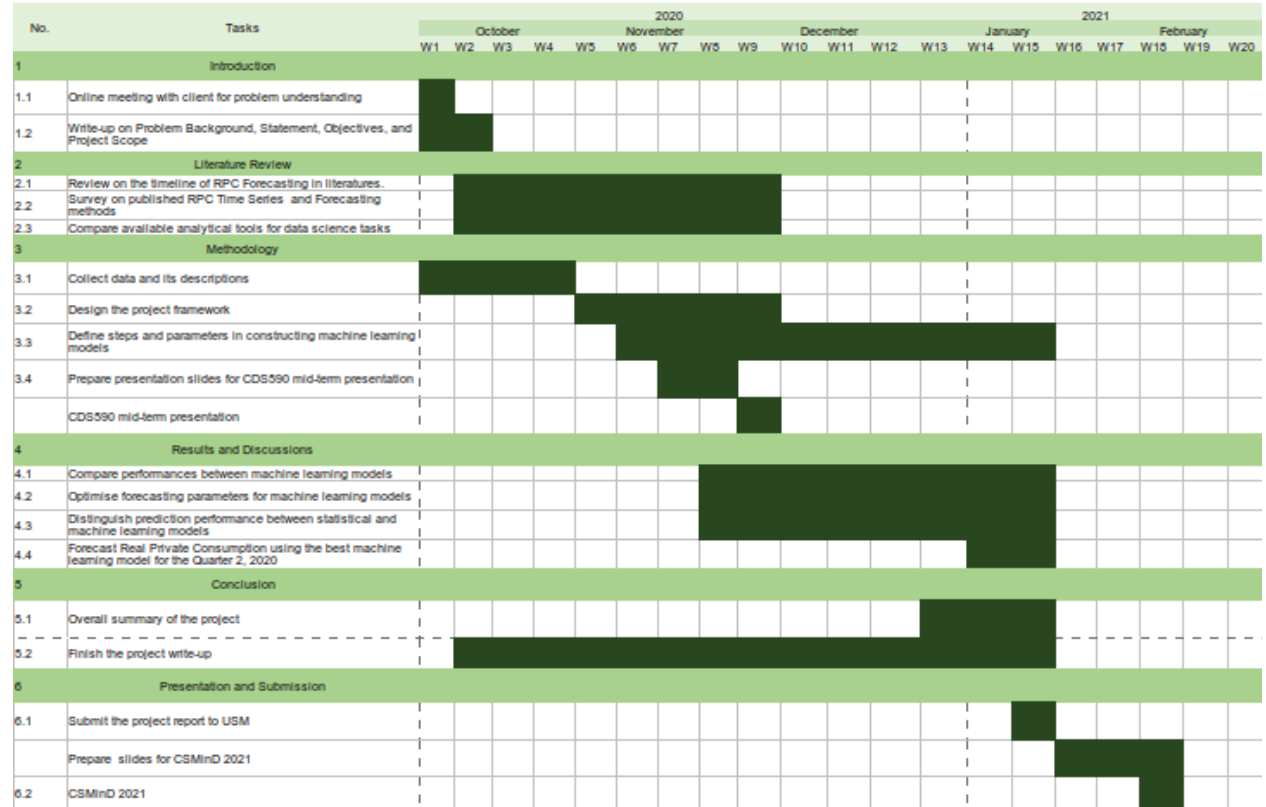 2020 2021
No. Tasks October November December January February
W1 W2 W3 W4 W5 W6 W7 W8 W9 W10 W11 W12 W13 W14 W15 W16 W17 W18 W19 W20
1 Introduction
1.1 Online meeting with client for problem understanding
1.2 Write-up on Problem Background, Statement, Objectives, and
Project Scope
2 Literature Review
2.1 Review on the timeline of RPC Forecasting in literatures.
2.2 Survey on published RPC Time Series and Forecasting
methods
2.3 Compare available analytical tools for data science tasks
3 Methodology
3.1 Collect data and its descriptions
3.2 Design the project framework
3.3 Define steps and parameters in constructing machine learning
models
3.4 Prepare presentation slides for CDS590 mid-term presentation
CDS590 mid-term presentation
4 Results and Discussions
4.1 Compare performances between machine learning models
4.2 Optimise forecasting parameters for machine learning models
4.3 Distinguish prediction performance between statistical and
machine learning models
4.4 Forecast Real Private Consumption using the best machine
learning model for the Quarter 2, 2020
5 Conclusion
5.1 Overall summary of the project
5.2 Finish the project write-up
6 Presentation and Submission
6.1 Submit the project report to USM
Prepare slides for CSMinD 2021
6.2 CSMinD 2021